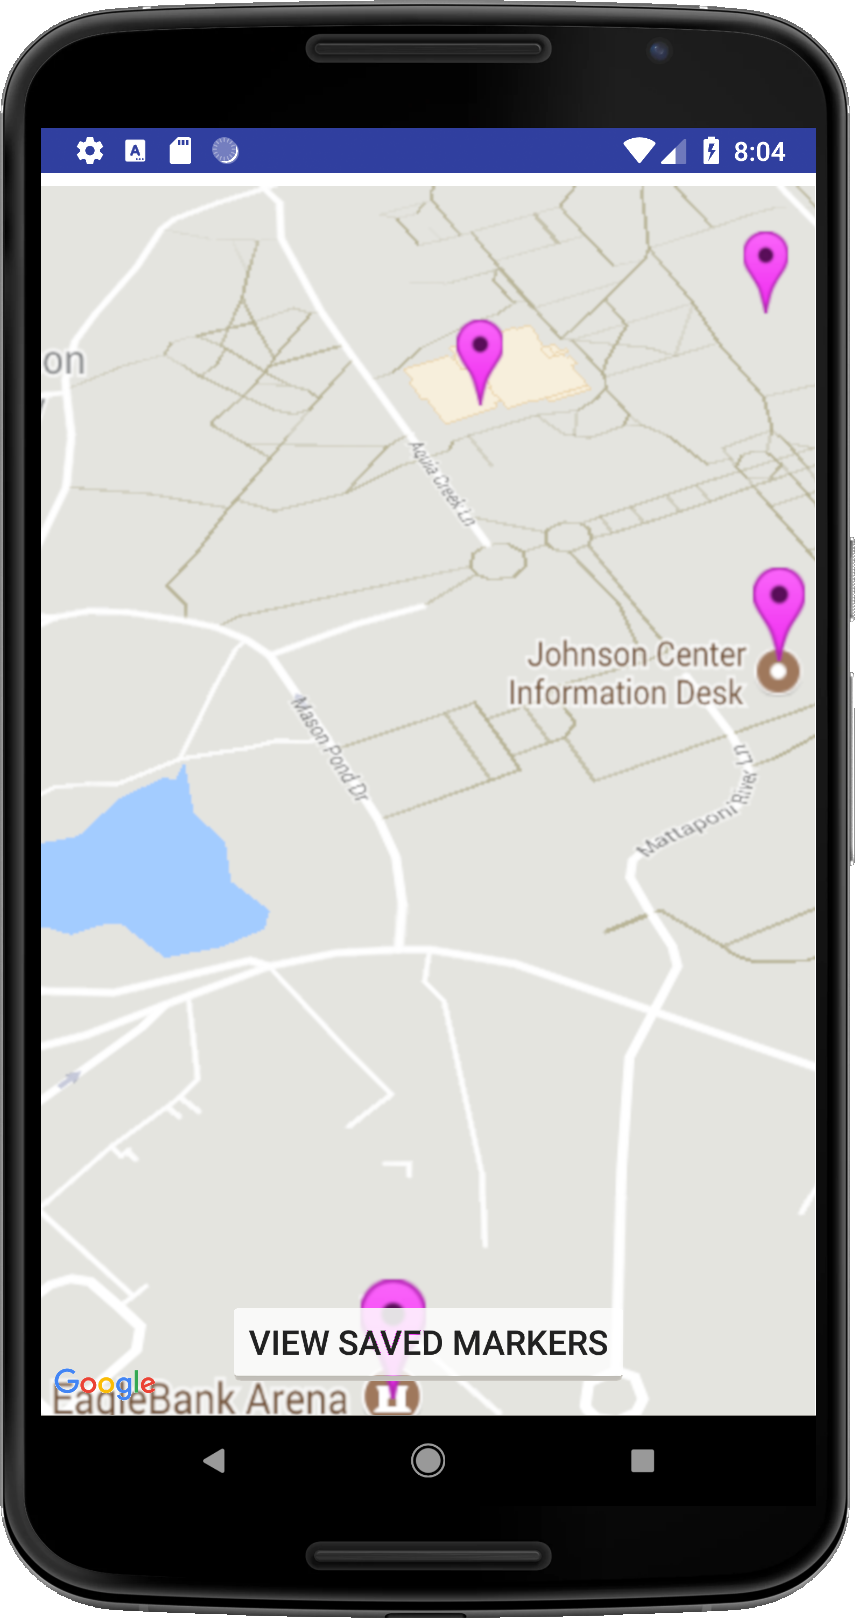 8:04
on
Aquia Creek Ln
Johnson Center
Information Desk
Mason Pond Dr
Mattaponi River Ln
VIEW SAVED MARKERS
Google
EagleBank Arena